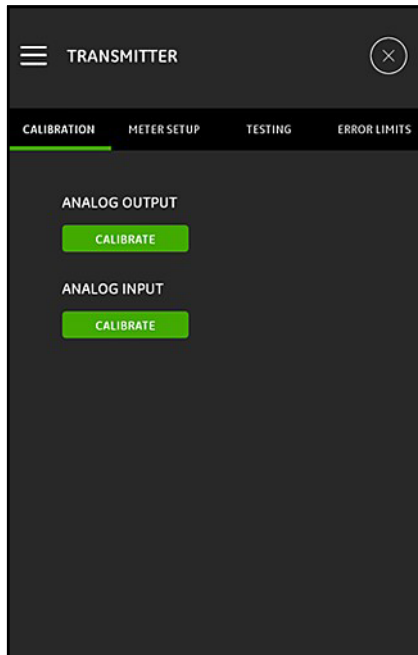 TRANSMITTER
CALIBRATION METER SETUP TESTING ERROR LIMITS
ANALOG OUTPUT
CALIBRATE
ANALOG INPUT
CALIBRATE